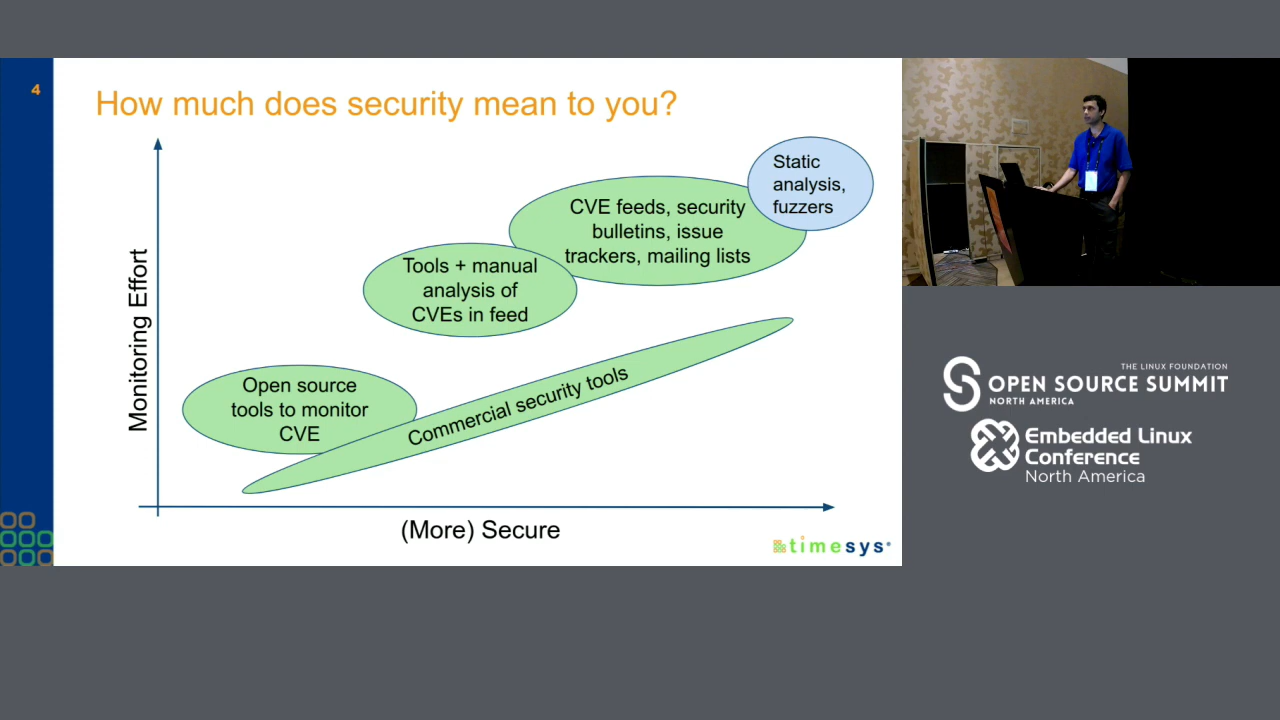 4
How much does security mean to you?
Static
analysis,
fuzzers
CVE feeds, security
bulletins, issue
trackers, mailing lists
Tools + manual
analysis of
CVEs in feed
Open source
tools to monitor
CVE
Commercial security tools
Monitoring Effort
(More) Secure
timesys
THE LINUX FOUNDATION
OPEN SOURCE SUMMIT
NORTH AMERICA
Embedded Linux
Conference
North America